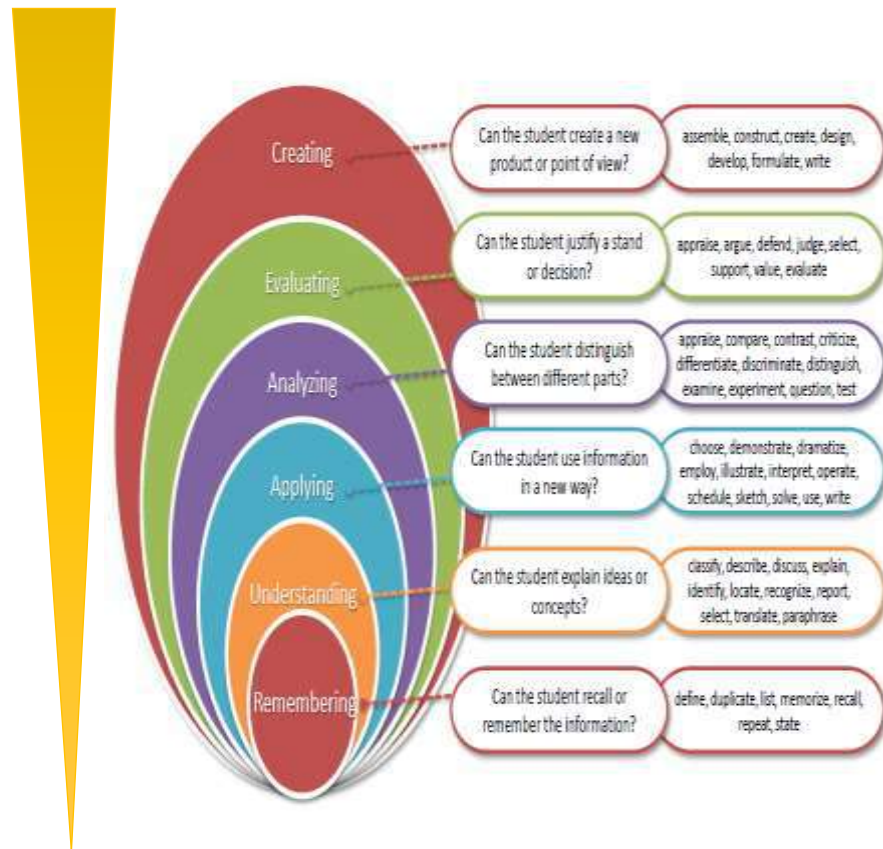 Creating
Can the student create a new
product or point of view?
assemble, construct, create, design,
develop, formulate, write
Evaluating
Can the student justify a stand
or decision?
appraise, argue, defend, judge, select,
support, value, evaluate
Analyzing
Can the student distinguish
between different parts?
appraise, compare, contrast, criticize,
differentiate, discriminate, distinguish,
examine, experiment, question, test
Applying
Can the student use information
in a new way?
choose, demonstrate, dramatize,
employ, illustrate, interpret, operate,
schedule, sketch, solve, use, write
Understanding
Can the student explain ideas or
concepts?
classify, describe, discuss, explain,
identify, locate, recognize, report,
select, translate, paraphrase
Remembering
Can the student recall or
remember the information?
define, duplicate, list, memorize, recall,
repeat, state